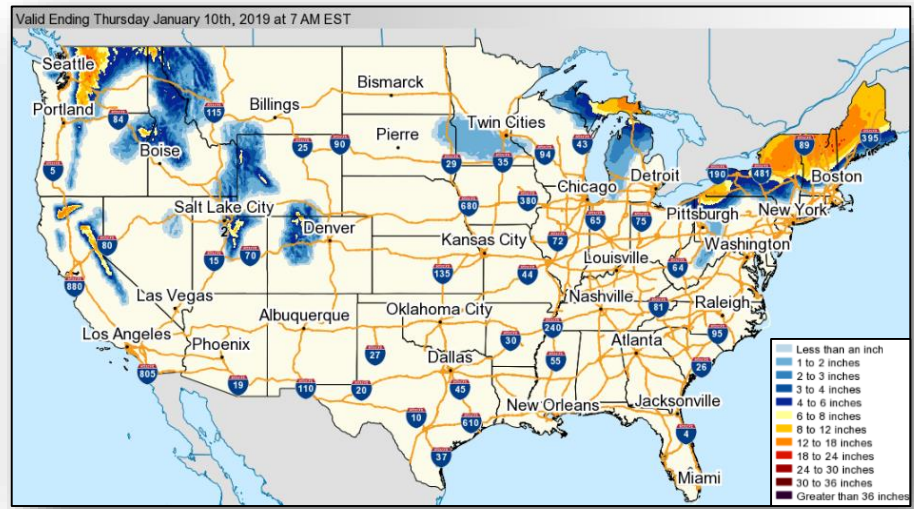 Valid Ending Thursday January 10th, 2019 at 7 AM EST
Seattle
Portland
84
115
Billings
Bismarck
Pierre
Twin Cities
43
89
395
Boise
25
90
29
35
94
190
481
Boston
5
Chicago
Detroit
Salt Lake City
680
380
65
75
Pittsburgh
New York
80
Denver
Kansas City
72
Washington
880
15
70
135
44
Louisville
64
Las Vegas
Albuquerque
Oklahoma City
Nashville
81
Raleigh
Los Angeles
Phoenix
27
30
240
95
805
19
110
20
Dallas
55
Atlanta
26
45
10
610
New Orleans
Jacksonville
4
37
Miami
Less than an inch
1 to 2 inches
2 to 3 inches
3 to 4 inches
4 to 6 inches
6 to 8 inches
8 to 12 inches
12 to 18 inches
18 to 24 inches
24 to 30 inches
30 to 36 inches
Greater than 36 inches